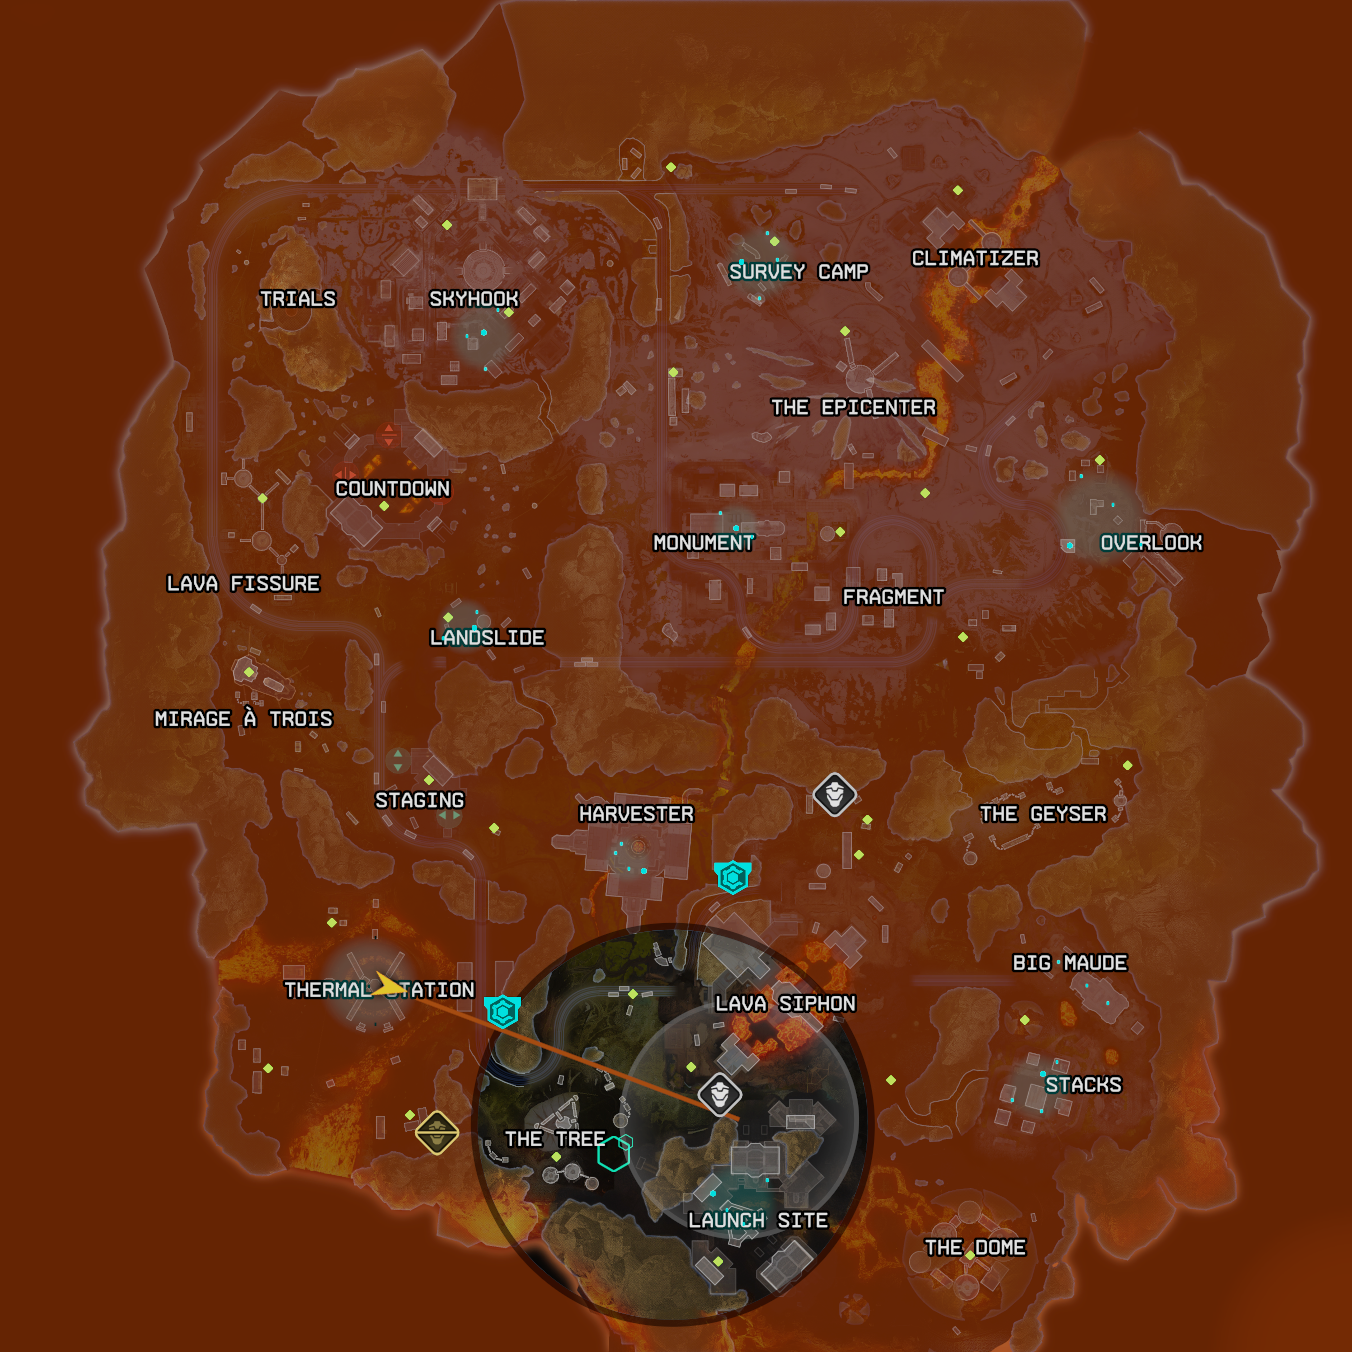 CLIMATIZER
SURVEY CAMP
TRIALS
SKYHOOK
THE EPICENTER
COUNTDOWN
MONUMENT
OVERLOOK
LAVA FISSURE
FRAGMENT
LANDSLIDE
MIRAGE À TROIS
STAGING
HARVESTER
THE GEYSER
BIG MAUDE
THERMAL STATION
LAVA SIPHON
STACKS
THE TREE
LAUNCH SITE
THE DOME